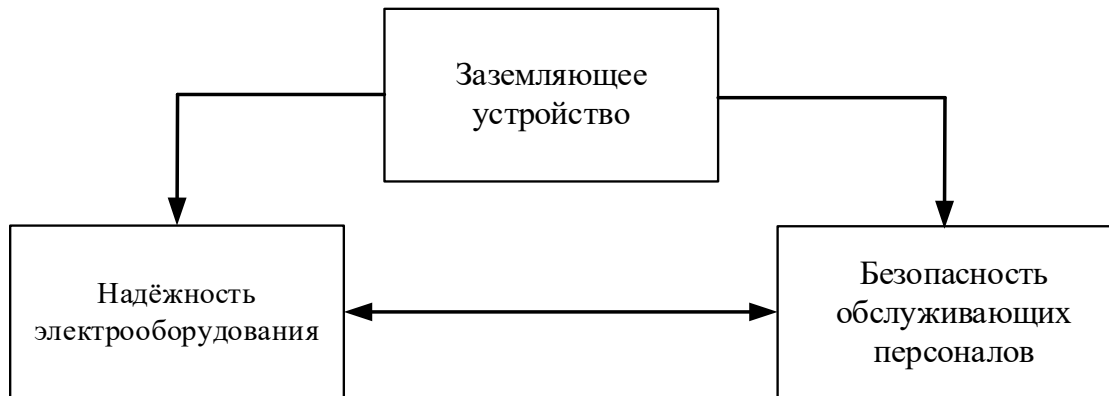 Заземляющее
устройство
Надёжность
электрооборудования
Безопасность
обслуживающих
персоналов